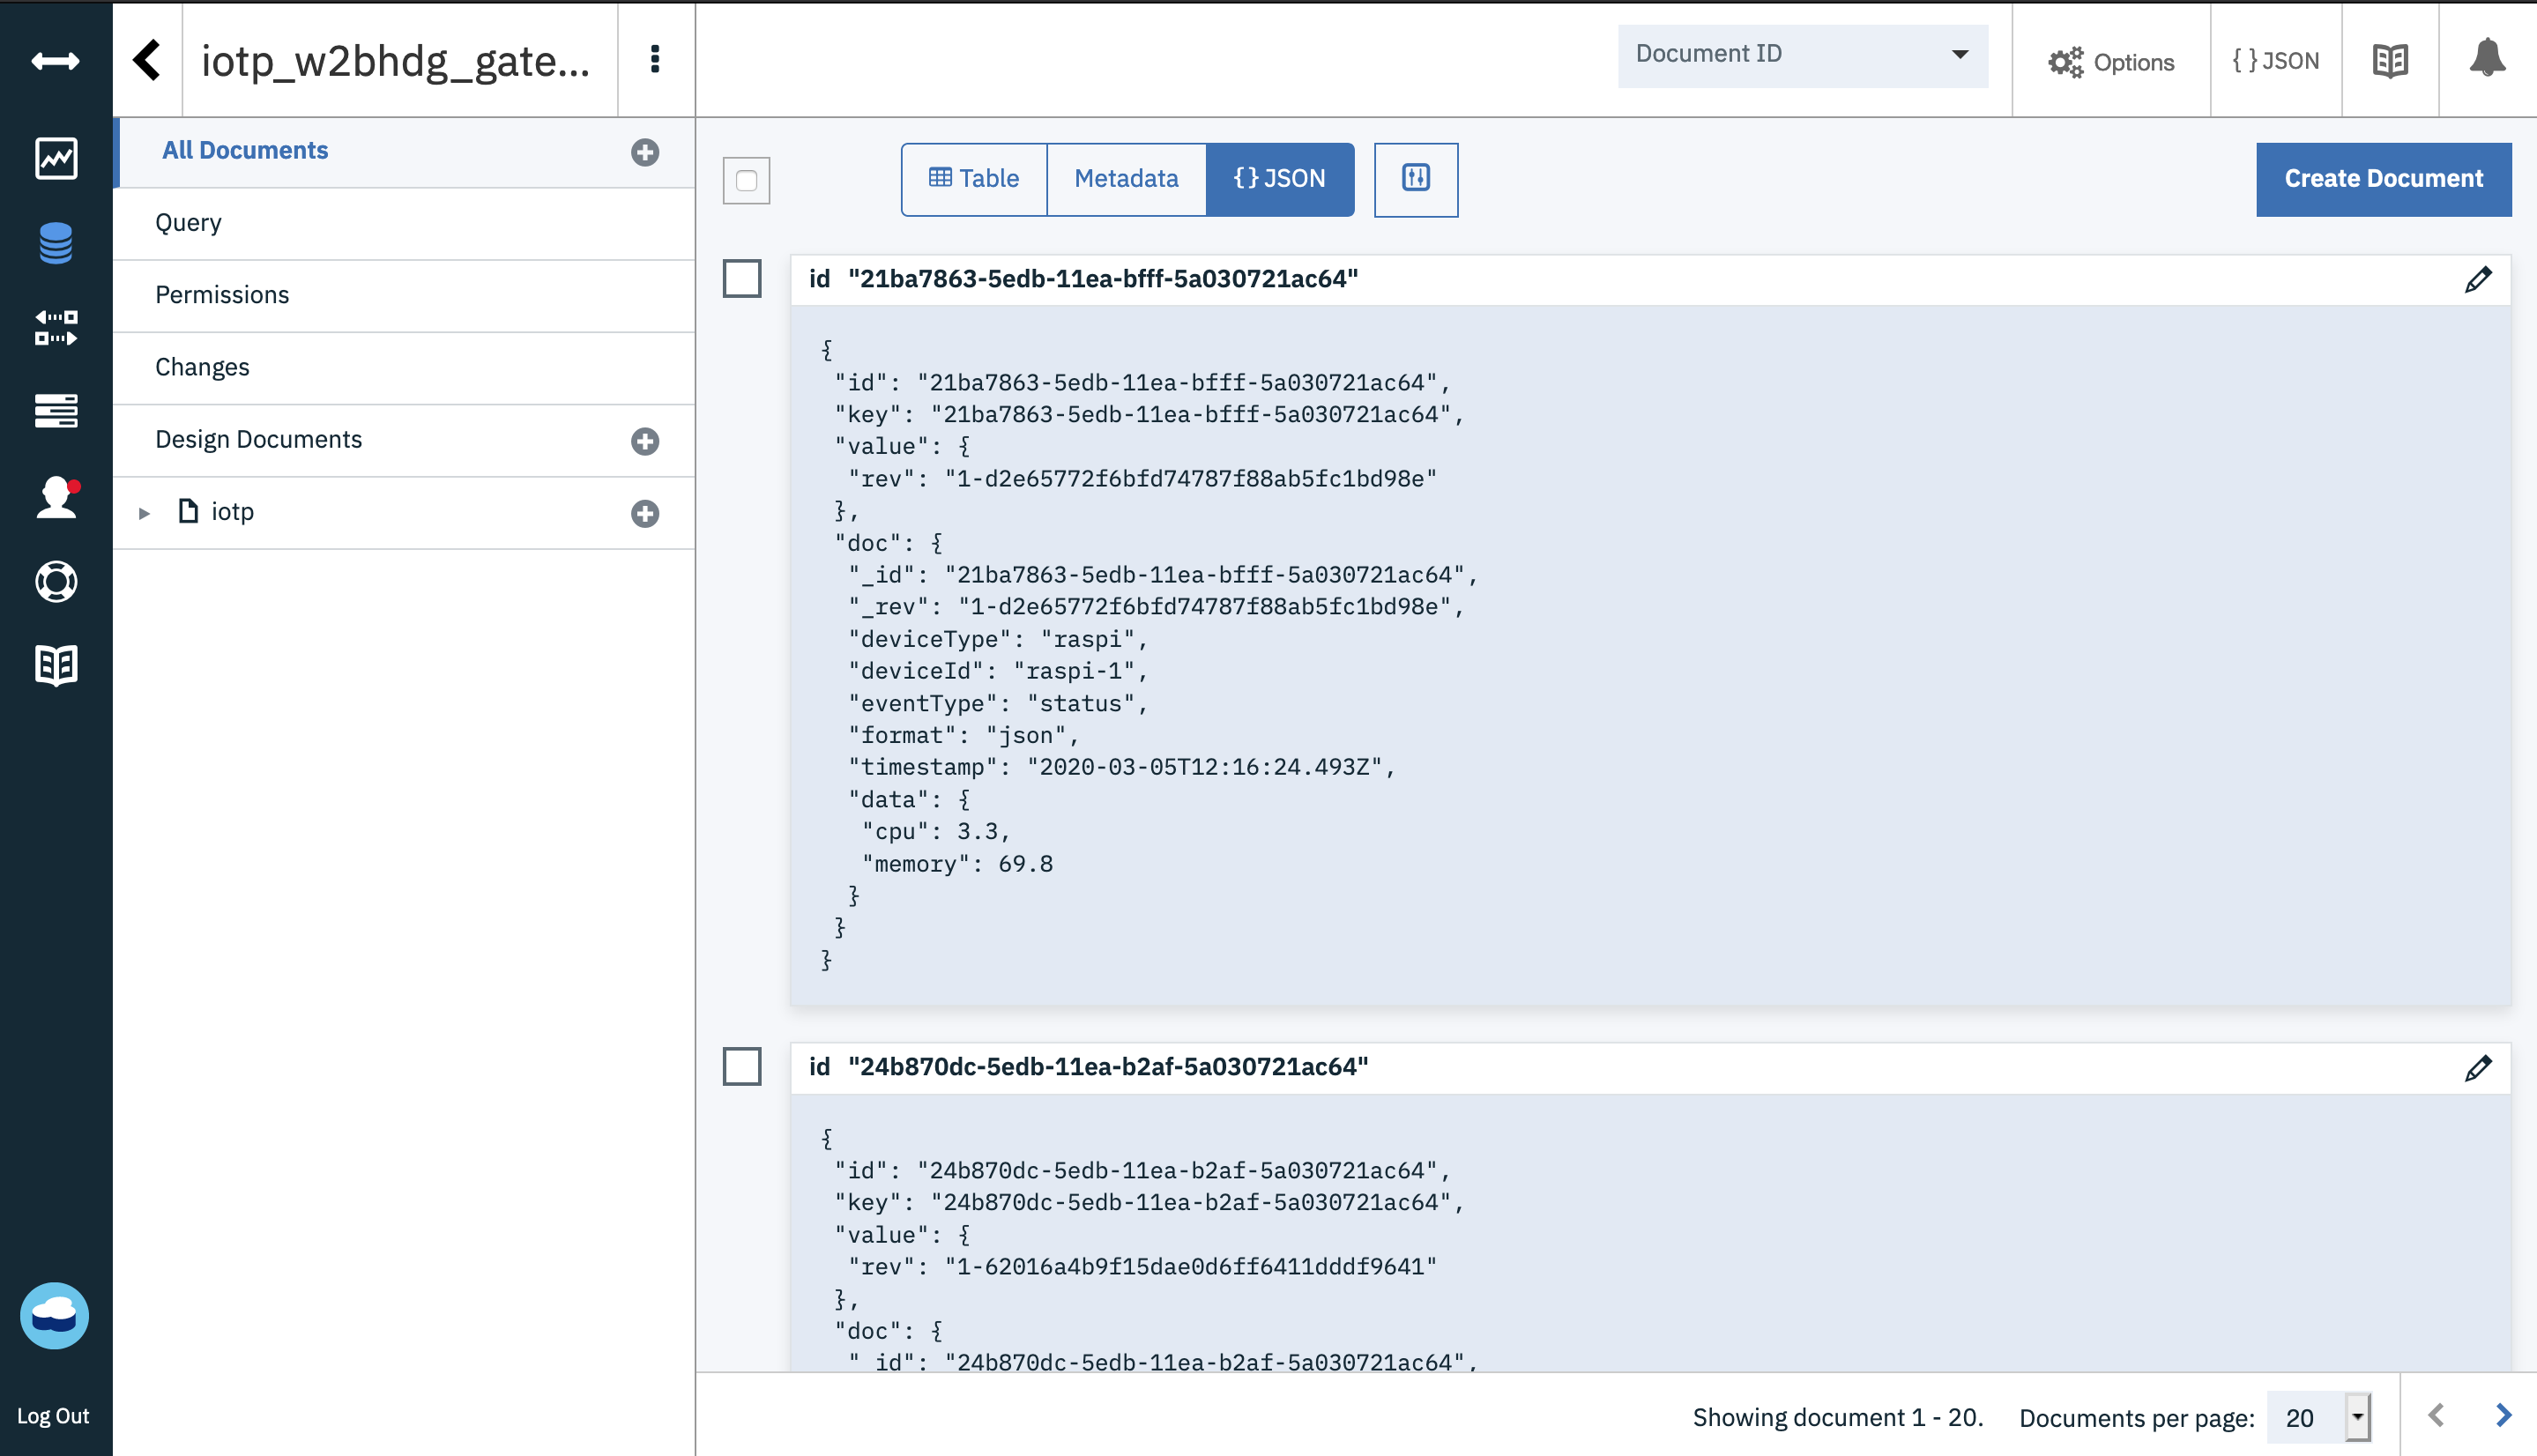 iotp_w2bhdg_gate...
Document ID
Options
{ } JSON
All Documents
Query
Permissions
Changes
Design Documents
iotp
Log Out
Table
Metadata
{ } JSON
Create Document
id "21ba7863-5edb-11ea-bfff-5a030721ac64"
{
"id": "21ba7863-5edb-11ea-bfff-5a030721ac64",
"key": "21ba7863-5edb-11ea-bfff-5a030721ac64",
"value": {
"rev": "1-d2e65772f6bfd74787f88ab5fc1bd98e"
},
"doc": {
"_id": "21ba7863-5edb-11ea-bfff-5a030721ac64",
"_rev": "1-d2e65772f6bfd74787f88ab5fc1bd98e",
"deviceType": "raspi",
"deviceId": "raspi-1",
"eventType": "status",
"format": "json",
"timestamp": "2020-03-05T12:16:24.493Z",
"data": {
"cpu": 3.3,
"memory": 69.8
}
}
}
id "24b870dc-5edb-11ea-b2af-5a030721ac64"
{
"id": "24b870dc-5edb-11ea-b2af-5a030721ac64",
"key": "24b870dc-5edb-11ea-b2af-5a030721ac64",
"value": {
"rev": "1-62016a4b9f15dae0d6ff6411dddf9641"
},
"doc": {
"_id": "24b870dc-5edb-11ea-b2af-5a030721ac64",
Showing document 1 - 20.
Documents per page: 20